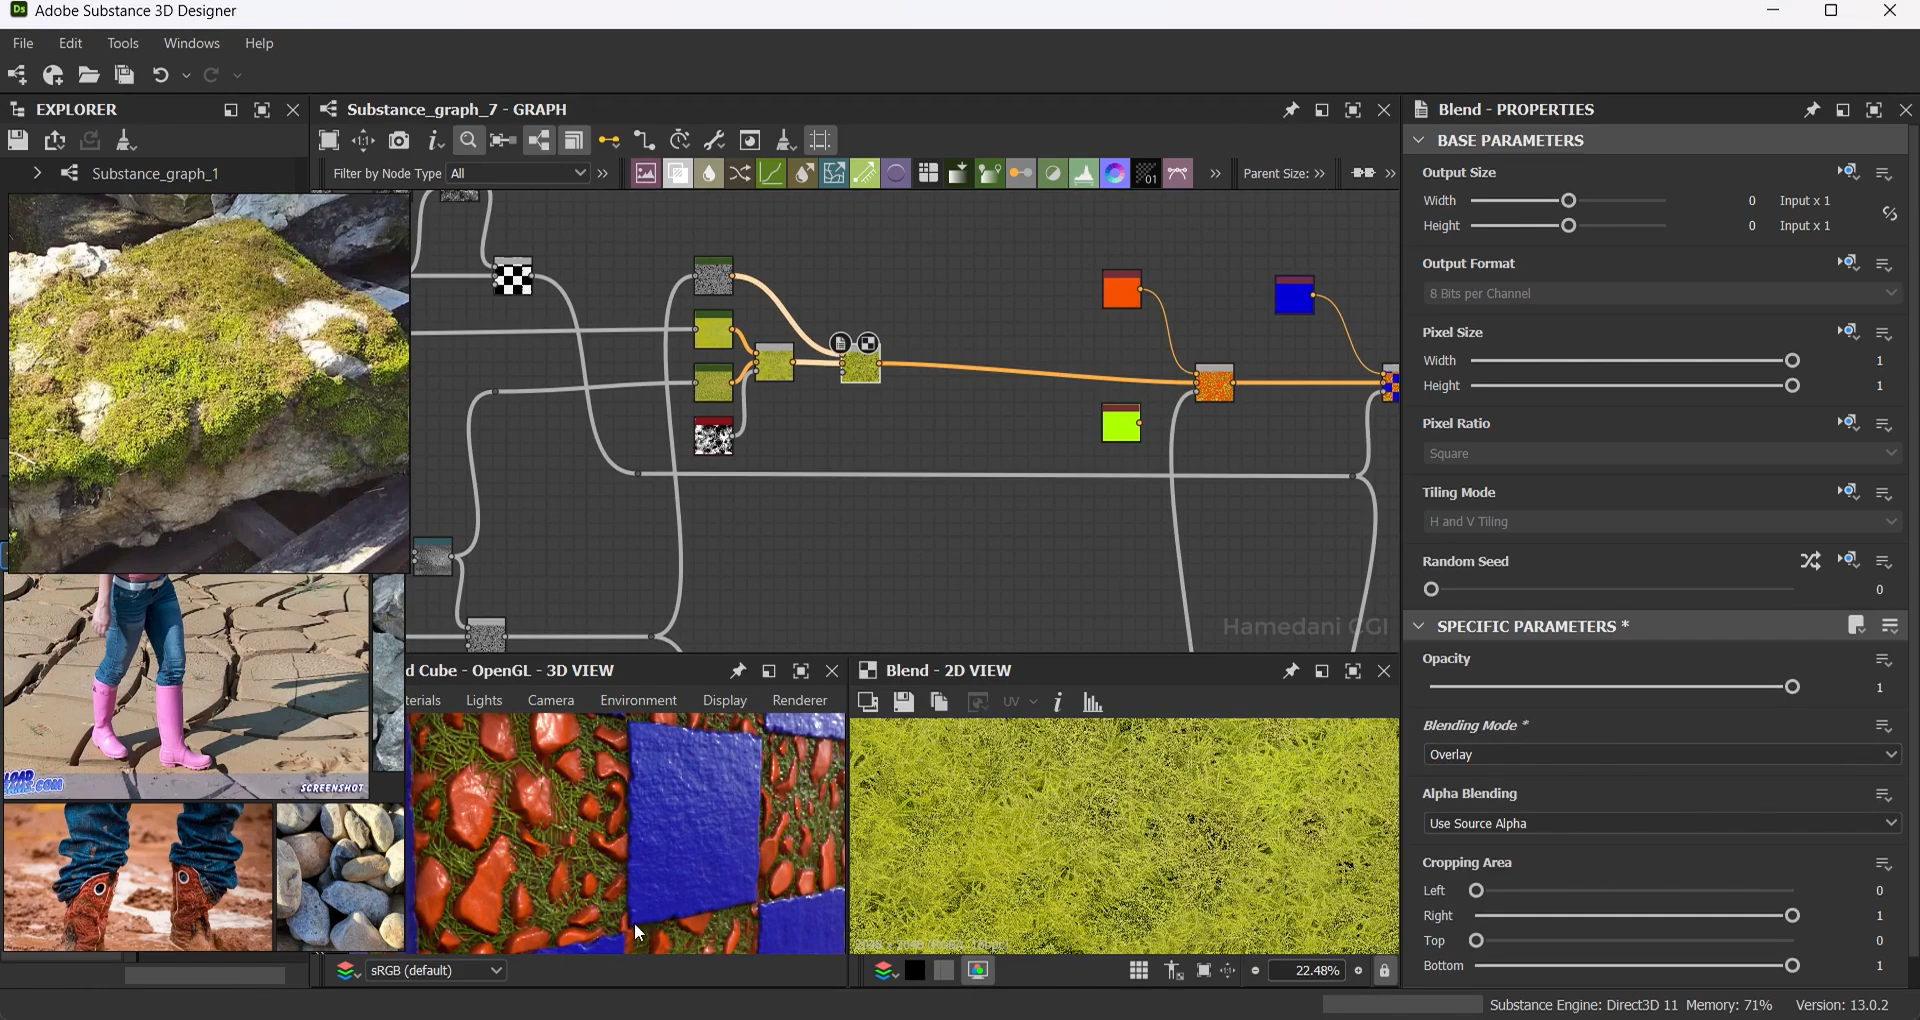 Ds Adobe Substance 3D Designer
File Edit Tools Windows Help
EXPLORER
Substance_graph_1
Substance_graph_7 - GRAPH
Filter by Node Type All
01
Parent Size:
Hamedani CGI
SCREENSHOT
d Cube - OpenGL - 3D VIEW
terials Lights Camera Environment Display Renderer
sRGB (default)
Blend - 2D VIEW
UV
22.48%
Blend - PROPERTIES
BASE PARAMETERS
Output Size
Width 0 Input x 1
Height 0 Input x 1
Output Format
8 Bits per Channel
Pixel Size
Width 1
Height 1
Pixel Ratio
Square
Tiling Mode
H and V Tiling
Random Seed
0
SPECIFIC PARAMETERS *
Opacity
1
Blending Mode *
Overlay
Alpha Blending
Use Source Alpha
Cropping Area
Left 0
Right 1
Top 0
Bottom 1
Substance Engine: Direct3D 11 Memory: 71% Version: 13.0.2